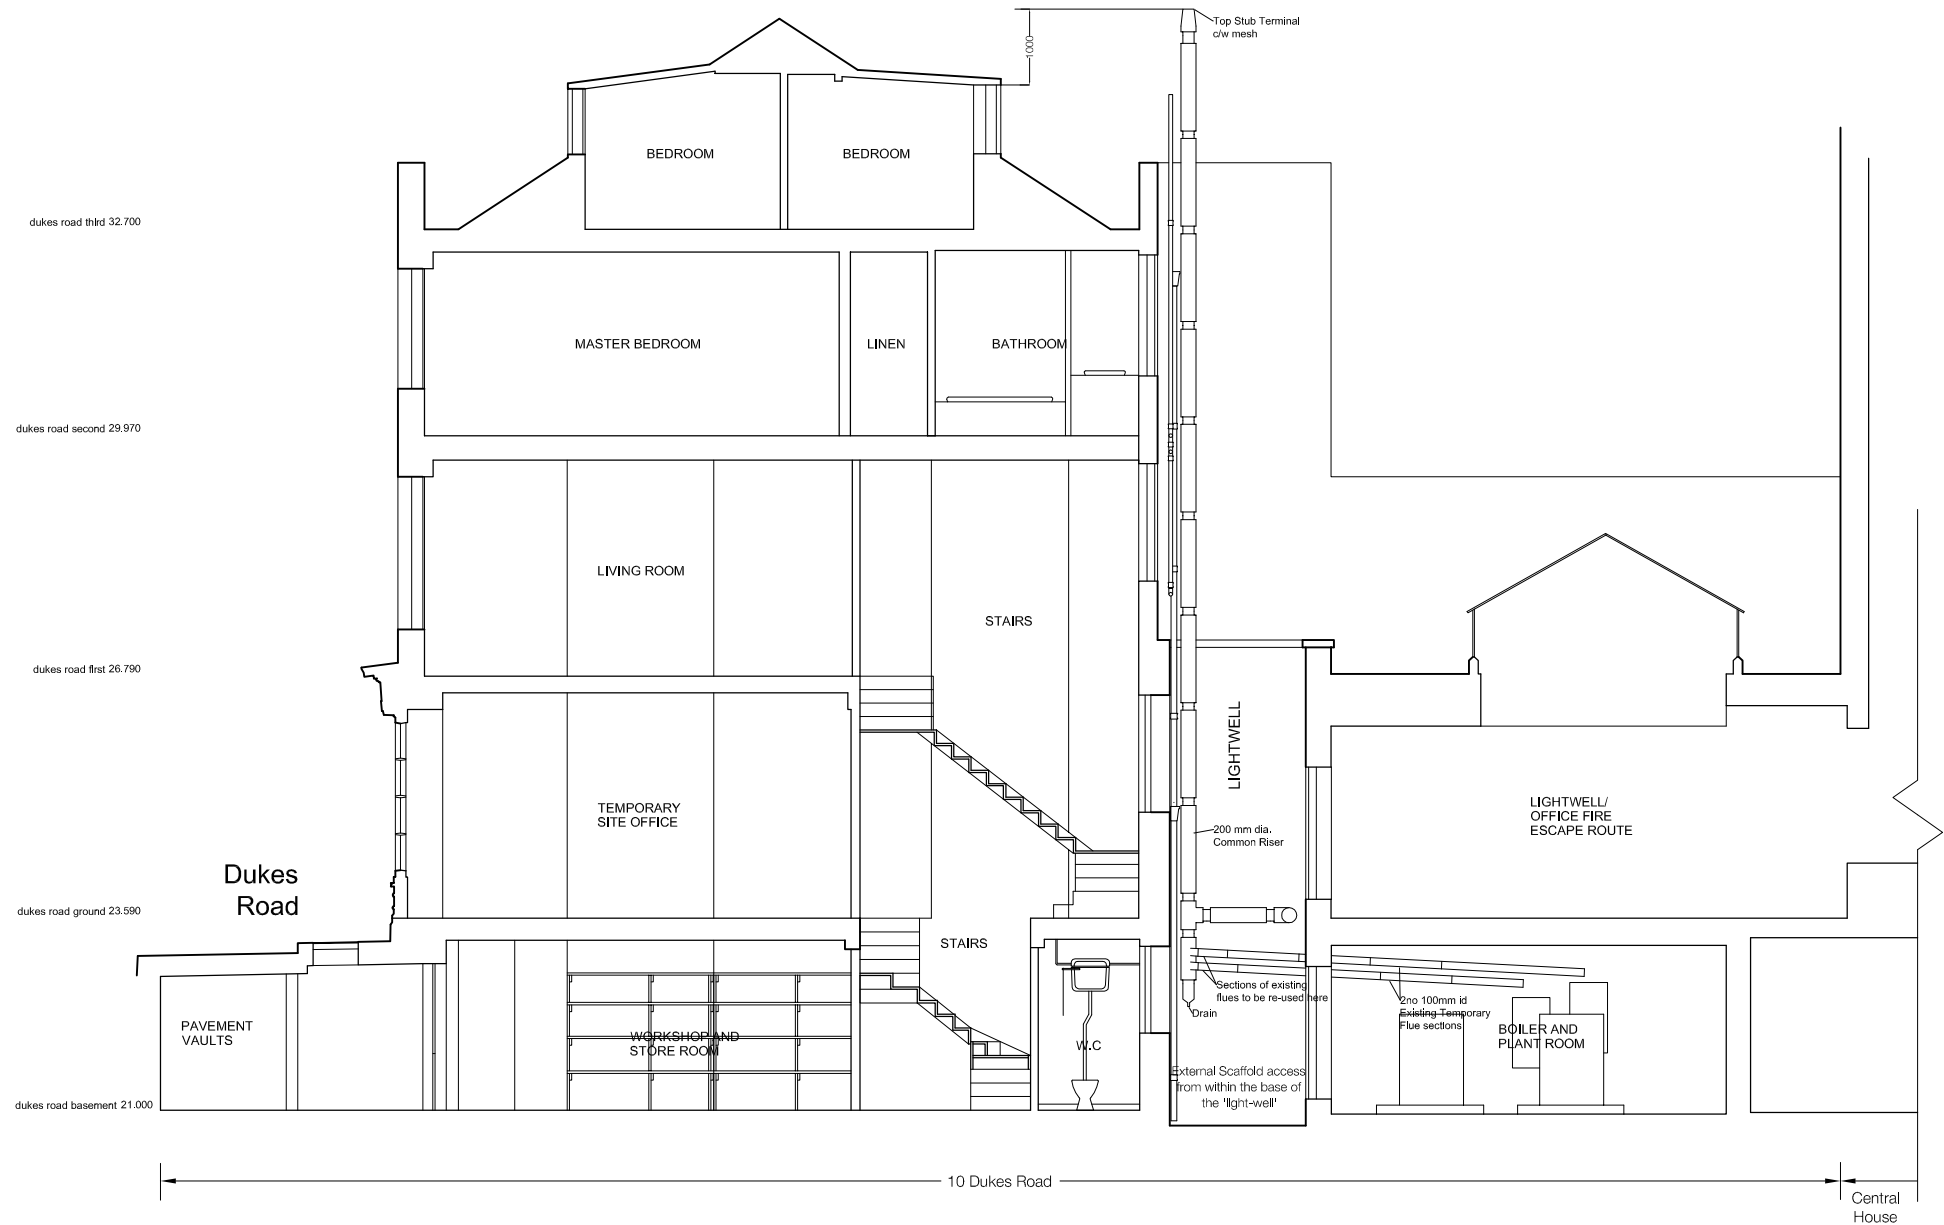 Top Stub Terminal
c/w mesh
1000
BEDROOM
BEDROOM
dukes road third 32.700
MASTER BEDROOM
LINEN
BATHROOM
dukes road second 29.970
LIVING ROOM
STAIRS
dukes road first 26.790
LIGHTWELL
TEMPORARY
SITE OFFICE
LIGHTWELL/
OFFICE FIRE
ESCAPE ROUTE
200 mm dia.
Common Riser
Dukes
Road
dukes road ground 23.590
STAIRS
Sections of existing
flues to be re-used here
Drain
2no 100mm id
Existing Temporary
Flue sections
PAVEMENT
VAULTS
WORKSHOP AND
STORE ROOM
W.C
BOILER AND
PLANT ROOM
External Scaffold access
from within the base of
the 'light-well'
dukes road basement 21.000
10 Dukes Road
Central
House